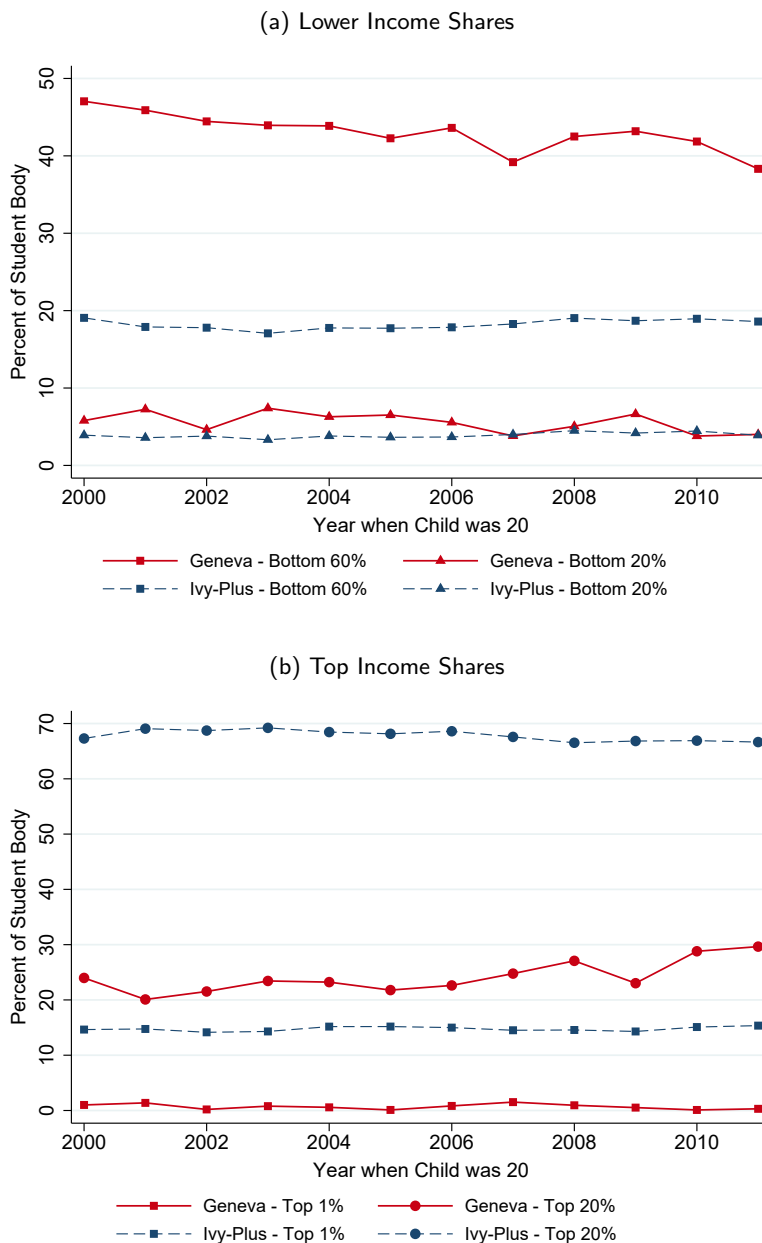 (a) Lower Income Shares
50
40
30
20
10
0
Percent of Student Body
2000 2002 2004 2006 2008 2010
Year when Child was 20
Geneva - Bottom 60% Geneva - Bottom 20%
Ivy-Plus - Bottom 60% Ivy-Plus - Bottom 20%
(b) Top Income Shares
70
60
50
40
30
20
10
0
Percent of Student Body
2000 2002 2004 2006 2008 2010
Year when Child was 20
Geneva - Top 1% Geneva - Top 20%
Ivy-Plus - Top 1% Ivy-Plus - Top 20%